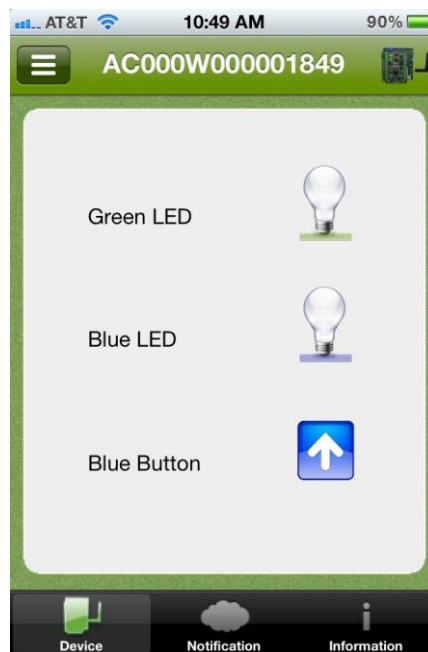 AT&T 10:49 AM 90%
AC000W000001849
Green LED
Blue LED
Blue Button
Device Notification Information